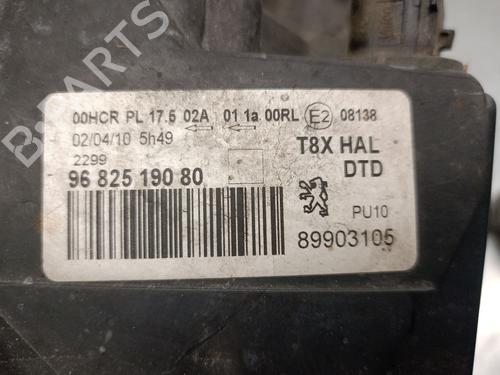 B-PARTS
00HCR PL 17.5 02A 01 1a 00RL E2 08138
02/04/10 5h49
2299
96 825 190 80
T8X HAL
DTD
PU10
89903105